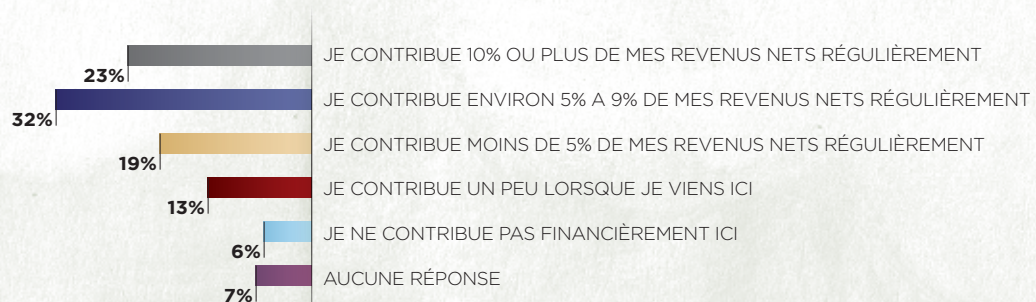 JE CONTRIBUE 10% OU PLUS DE MES REVENUS NETS RÉGULIÈREMENT
23%
JE CONTRIBUE ENVIRON 5% A 9% DE MES REVENUS NETS RÉGULIÈREMENT
32%
JE CONTRIBUE MOINS DE 5% DE MES REVENUS NETS RÉGULIÈREMENT
19%
JE CONTRIBUE UN PEU LORSQUE JE VIENS ICI
13%
JE NE CONTRIBUE PAS FINANCIÈREMENT ICI
6%
AUCUNE RÉPONSE
7%